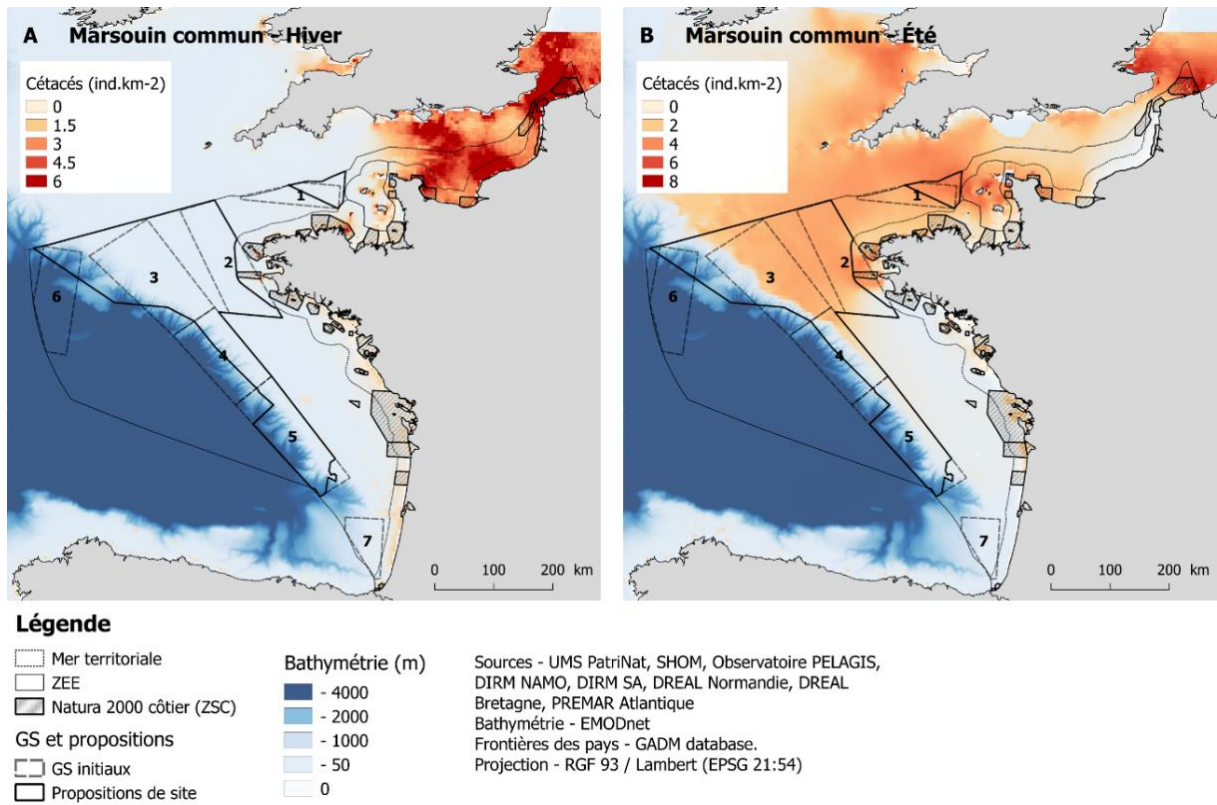 A Marsouin commun - Hiver
Cétacés (ind.km-2)
0
1.5
3
4.5
6
1
2
3
4
5
6
7
0 100 200 km
B Marsouin commun - Été
Cétacés (ind.km-2)
0
2
4
6
8
1
2
3
4
5
6
7
0 100 200 km
Légende
Mer territoriale
ZEE
Natura 2000 côtier (ZSC)
GS et propositions
GS initiaux
Propositions de site
Bathymétrie (m)
- 4000
- 2000
- 1000
- 50
0
Sources - UMS PatriNat, SHOM, Observatoire PELAGIS,
DIRM NAMO, DIRM SA, DREAL Normandie, DREAL
Bretagne, PREMAR Atlantique
Bathymétrie - EMODnet
Frontières des pays - GADM database.
Projection - RGF 93 / Lambert (EPSG 21:54)